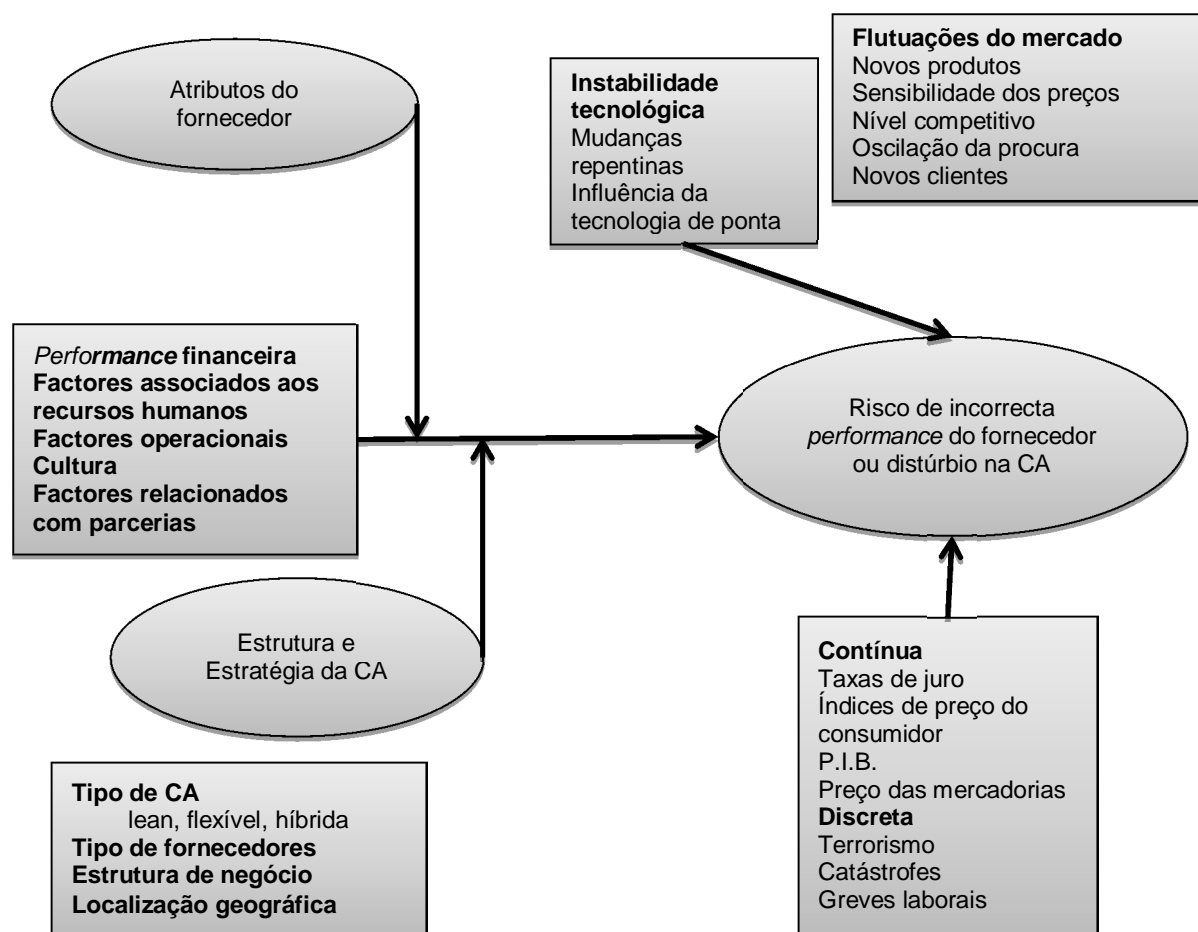 Atributos do
fornecedor
Instabilidade
tecnológica
Mudanças
repentinas
Influência da
tecnologia de ponta
Flutuações do mercado
Novos produtos
Sensibilidade dos preços
Nível competitivo
Oscilação da procura
Novos clientes
Performance financeira
Factores associados aos
recursos humanos
Factores operacionais
Cultura
Factores relacionados
com parcerias
Risco de incorrecta
performance do fornecedor
ou distúrbio na CA
Estrutura e
Estratégia da CA
Tipo de CA
lean, flexível, híbrida
Tipo de fornecedores
Estrutura de negócio
Localização geográfica
Contínua
Taxas de juro
Índices de preço do
consumidor
P.I.B.
Preço das mercadorias
Discreta
Terrorismo
Catástrofes
Greves laborais